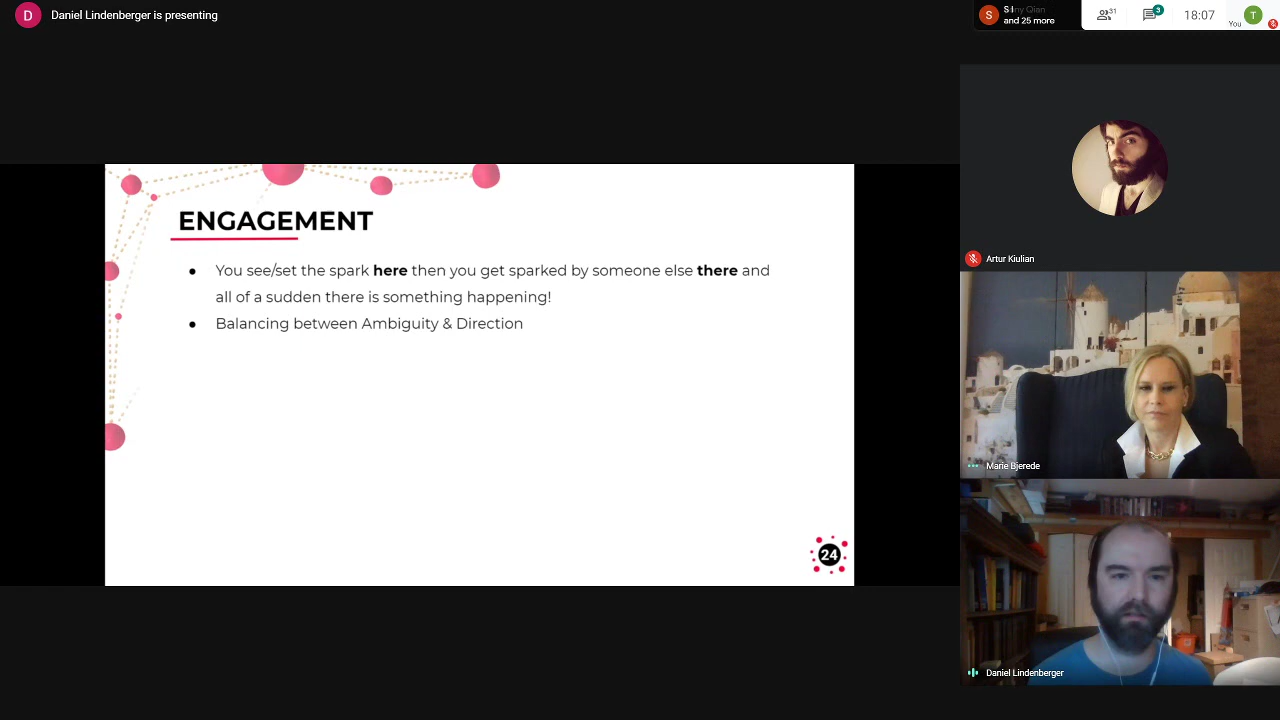 D
Daniel Lindenberger is presenting
S
and 25 more
31
3
18:07
You
T
ENGAGEMENT
● You see/set the spark here then you get sparked by someone else there and
all of a sudden there is something happening!
● Balancing between Ambiguity & Direction
24
Artur Kiulian
Marie Bjerede
Daniel Lindenberger